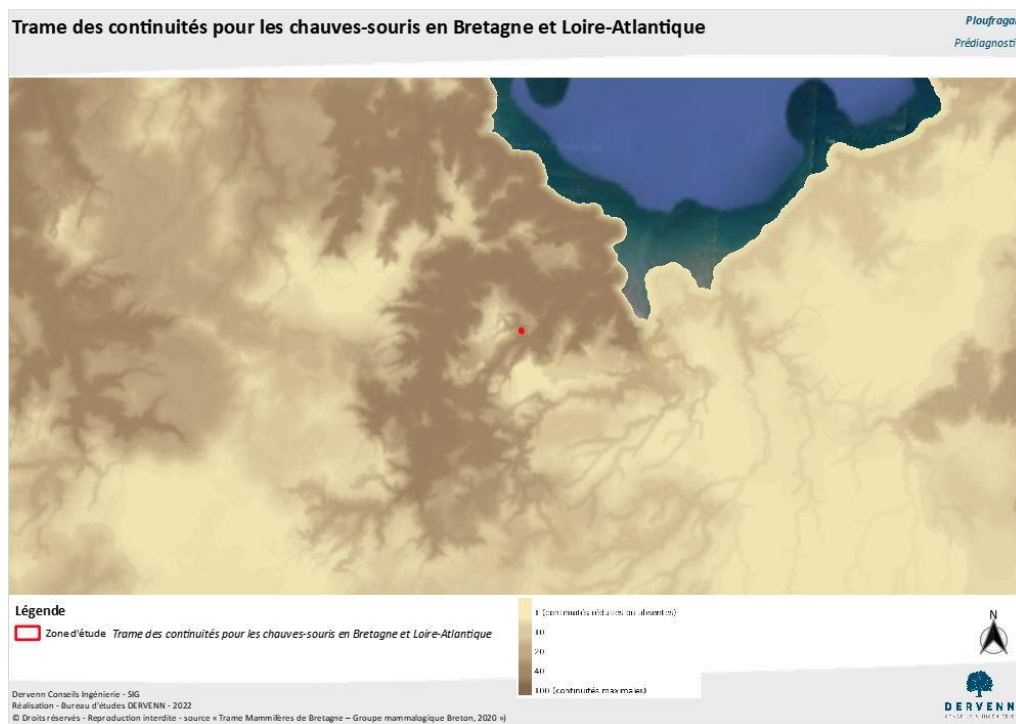 Trame des continuités pour les chauves-souris en Bretagne et Loire-Atlantique
Ploufraga
Prédiagnosti
Google
Légende
Zone d'étude Trame des continuités pour les chauves-souris en Bretagne et Loire-Atlantique
1 (continuités réduites ou absentes)
10
20
40
100 (continuités maximales)
N
Dervenn Conseils Ingénierie - SIG
Réalisation - Bureau d'études DERVENN - 2022
© Droits réservés - Reproduction interdite - source « Trame Mammifères de Bretagne – Groupe mammalogique Breton, 2020 »)
DERVENN